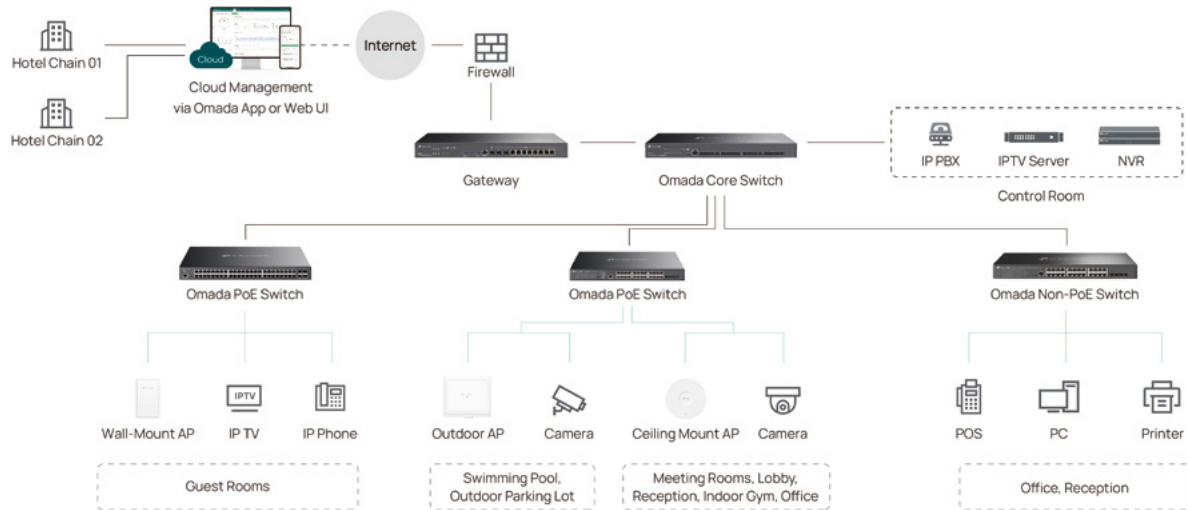 Hotel Chain 01
Hotel Chain 02
Cloud
Cloud Management
via Omada App or Web UI
Internet
Firewall
Gateway
Omada Core Switch
IP PBX
IPTV Server
NVR
Control Room
Omada PoE Switch
Omada PoE Switch
Omada Non-PoE Switch
Wall-Mount AP
IPTV
IP TV
IP Phone
Outdoor AP
Camera
Ceiling Mount AP
Camera
POS
PC
Printer
Guest Rooms
Swimming Pool,
Outdoor Parking Lot
Meeting Rooms, Lobby,
Reception, Indoor Gym, Office
Office, Reception